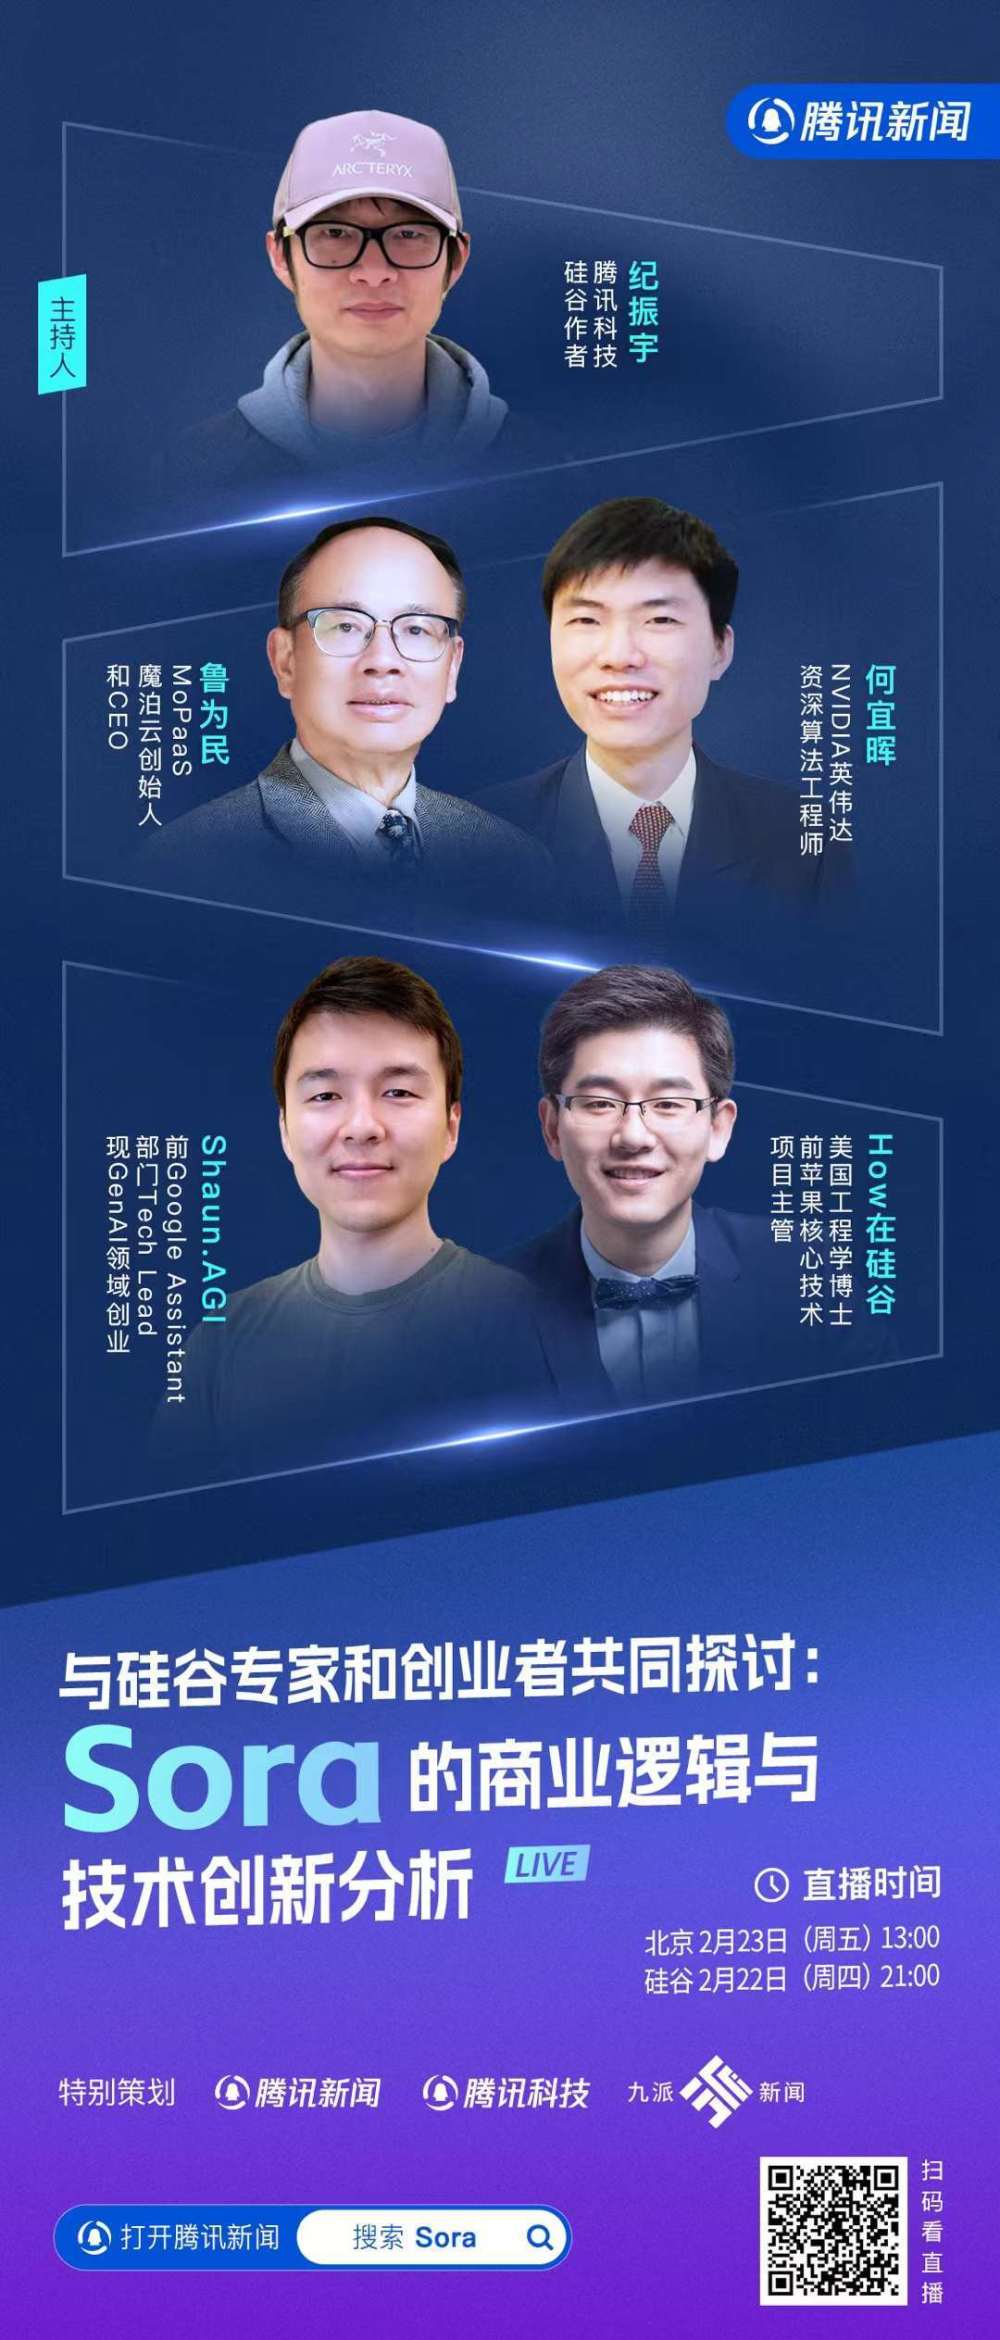 腾讯新闻
ARC'TERYX
主持人
纪振宇
腾讯科技
硅谷作者
鲁为民
MoPaaS
魔泊云创始人
和CEO
何宜晖
NVIDIA英伟达
资深算法工程师
Shaun.AGI
前Google Assistant
部门Tech Lead
现GenAI领域创业
How在硅谷
美国工程学博士
前苹果核心技术
项目主管
与硅谷专家和创业者共同探讨：
Sora的商业逻辑与
技术创新分析 LIVE
直播时间
北京2月23日（周五）13:00
硅谷2月22日（周四）21:00
特别策划 腾讯新闻 腾讯科技 九派新闻
打开腾讯新闻 搜索 Sora
扫码看直播